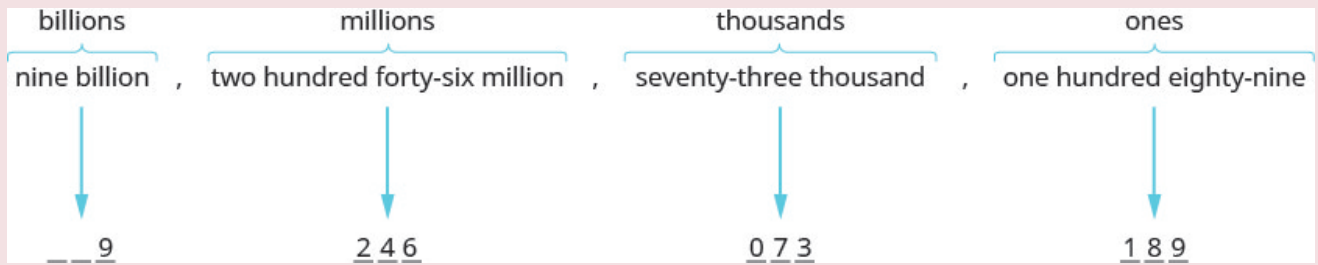 billions millions thousands ones
nine billion , two hundred forty-six million , seventy-three thousand , one hundred eighty-nine
_ _ 9 2 4 6 0 7 3 1 8 9